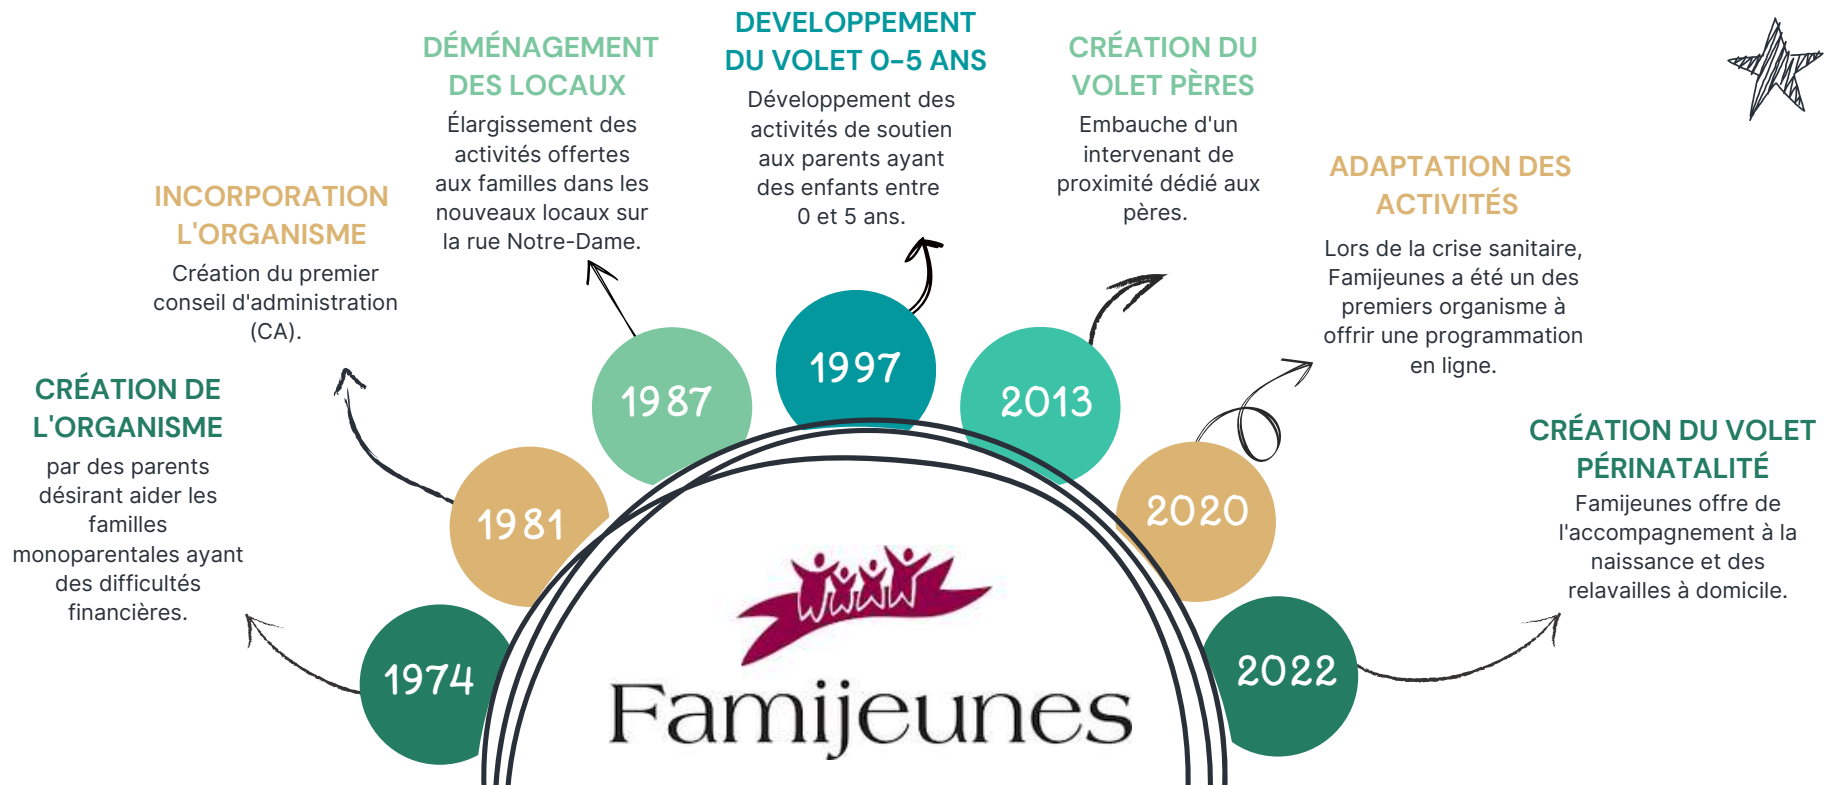 CRÉATION DE
L'ORGANISME
par des parents
désirant aider les
familles
monoparentales ayant
des difficultés
financières.
1974
INCORPORATION
L'ORGANISME
Création du premier
conseil d'administration
(CA).
1981
DÉMÉNAGEMENT
DES LOCAUX
Élargissement des
activités offertes
aux familles dans les
nouveaux locaux sur
la rue Notre-Dame.
1987
DEVELOPPEMENT
DU VOLET 0-5 ANS
Développement des
activités de soutien
aux parents ayant
des enfants entre
0 et 5 ans.
1997
CRÉATION DU
VOLET PÈRES
Embauche d'un
intervenant de
proximité dédié aux
pères.
2013
ADAPTATION DES
ACTIVITÉS
Lors de la crise sanitaire,
Famijeunes a été un des
premiers organisme à
offrir une programmation
en ligne.
2020
CRÉATION DU VOLET
PÉRINATALITÉ
Famijeunes offre de
l'accompagnement à la
naissance et des
relavailles à domicile.
2022
Famijeunes